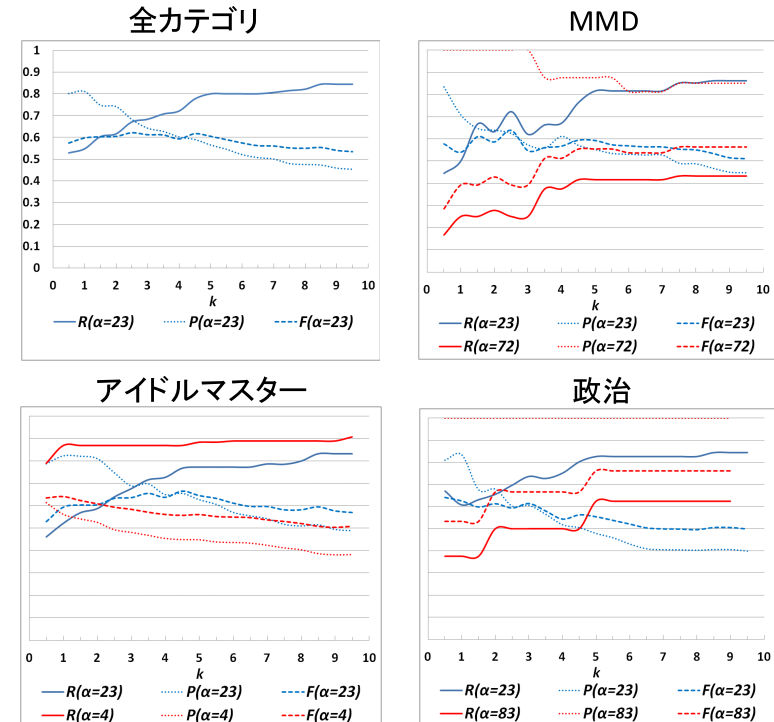 全カテゴリ
1
0.9
0.8
0.7
0.6
0.5
0.4
0.3
0.2
0.1
0
0 1 2 3 4 5 6 7 8 9 10
k
R(α=23) P(α=23) F(α=23)
MMD
0 1 2 3 4 5 6 7 8 9 10
k
R(α=23) P(α=23) F(α=23)
R(α=72) P(α=72) F(α=72)
アイドルマスター
0 1 2 3 4 5 6 7 8 9 10
k
R(α=23) P(α=23) F(α=23)
R(α=4) P(α=4) F(α=4)
政治
0 1 2 3 4 5 6 7 8 9 10
k
R(α=23) P(α=23) F(α=23)
R(α=83) P(α=83) F(α=83)